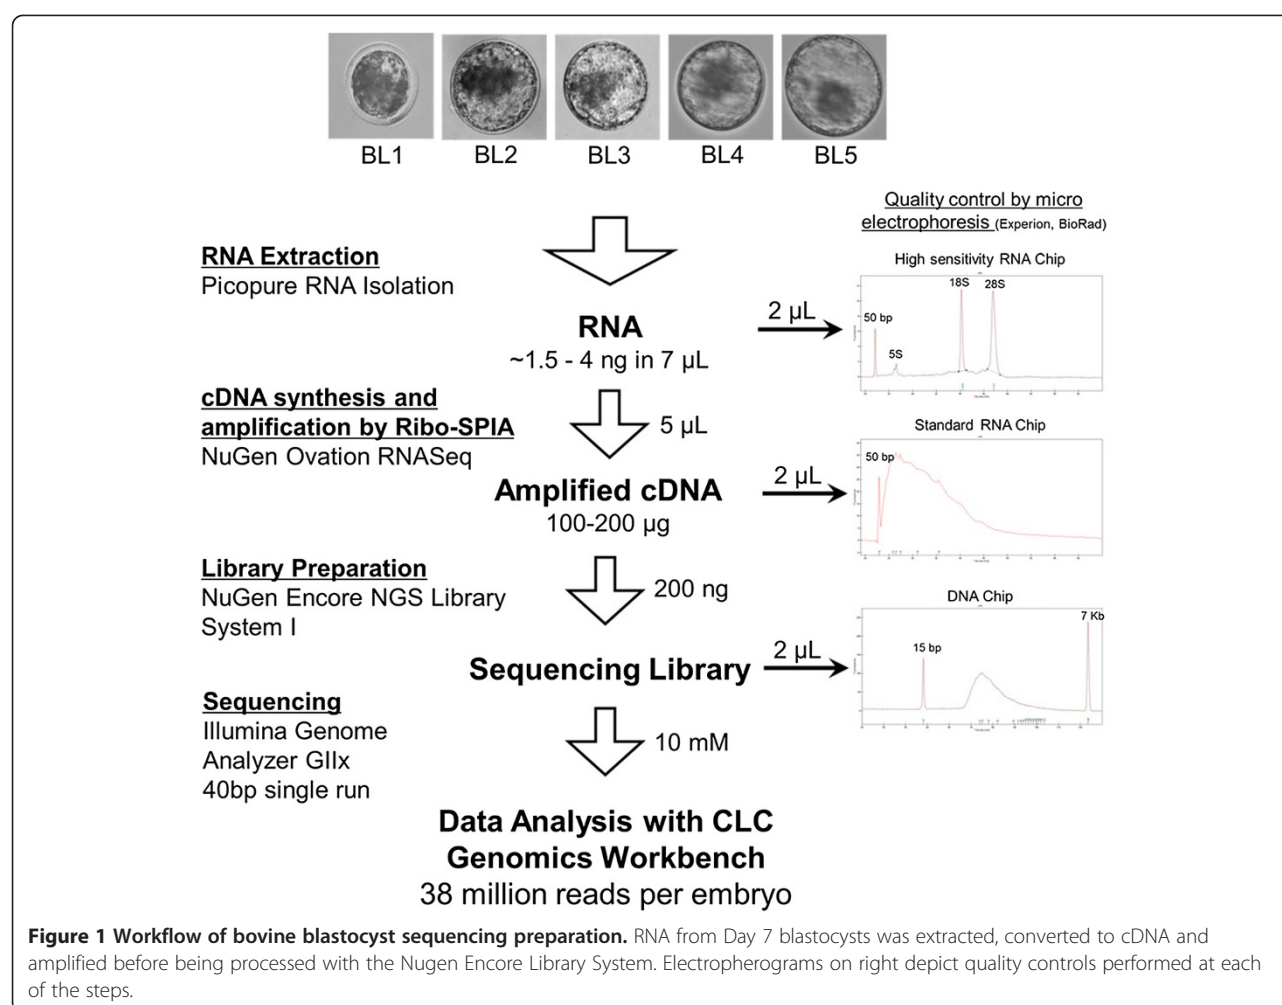 BL1 BL2 BL3 BL4 BL5
Quality control by micro
electrophoresis (Experion, BioRad)
RNA Extraction
Picopure RNA Isolation
High sensitivity RNA Chip
18S 28S
50 bp
5S
2 µL
RNA
~1.5 - 4 ng in 7 µL
cDNA synthesis and
amplification by Ribo-SPIA
NuGen Ovation RNASeq
5 µL
Standard RNA Chip
50 bp
2 µL
Amplified cDNA
100-200 µg
Library Preparation
NuGen Encore NGS Library
System I
200 ng
DNA Chip
7 Kb
15 bp
2 µL
Sequencing Library
Sequencing
Illumina Genome
Analyzer GIIx
40bp single run
10 mM
Data Analysis with CLC
Genomics Workbench
38 million reads per embryo
Figure 1 Workflow of bovine blastocyst sequencing preparation. RNA from Day 7 blastocysts was extracted, converted to cDNA and
amplified before being processed with the Nugen Encore Library System. Electropherograms on right depict quality controls performed at each
of the steps.